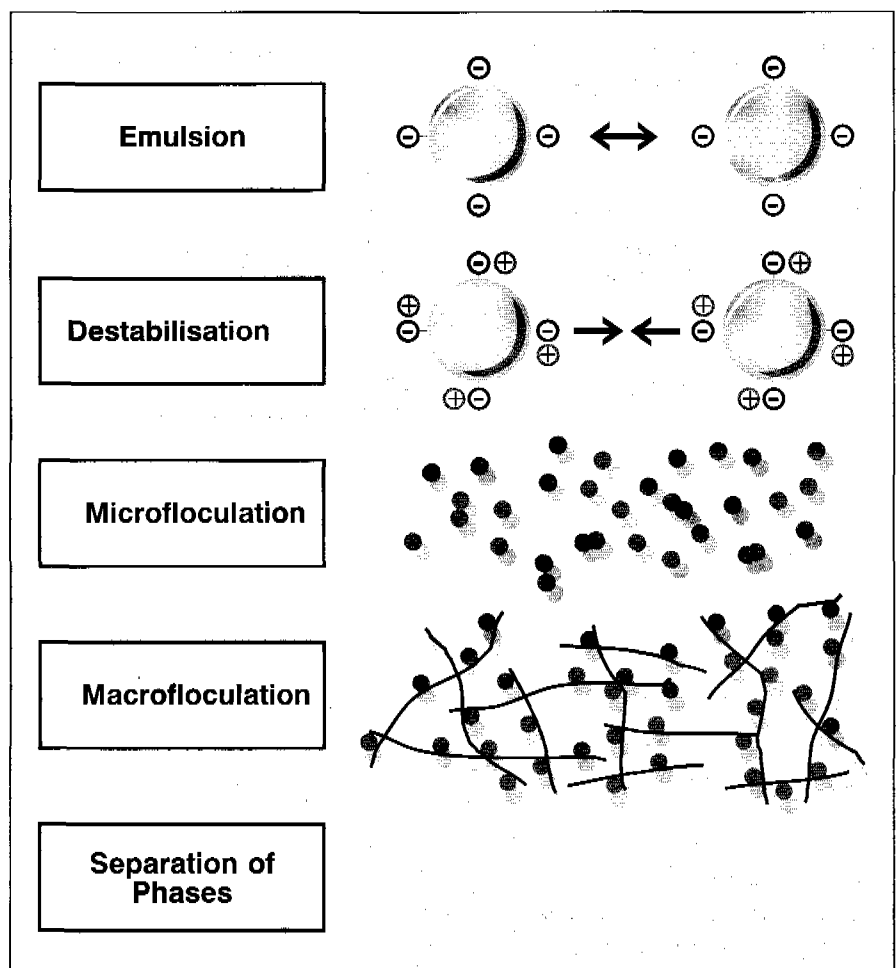 Emulsion
Destabilisation
Microfloculation
Macrofloculation
Separation of
Phases